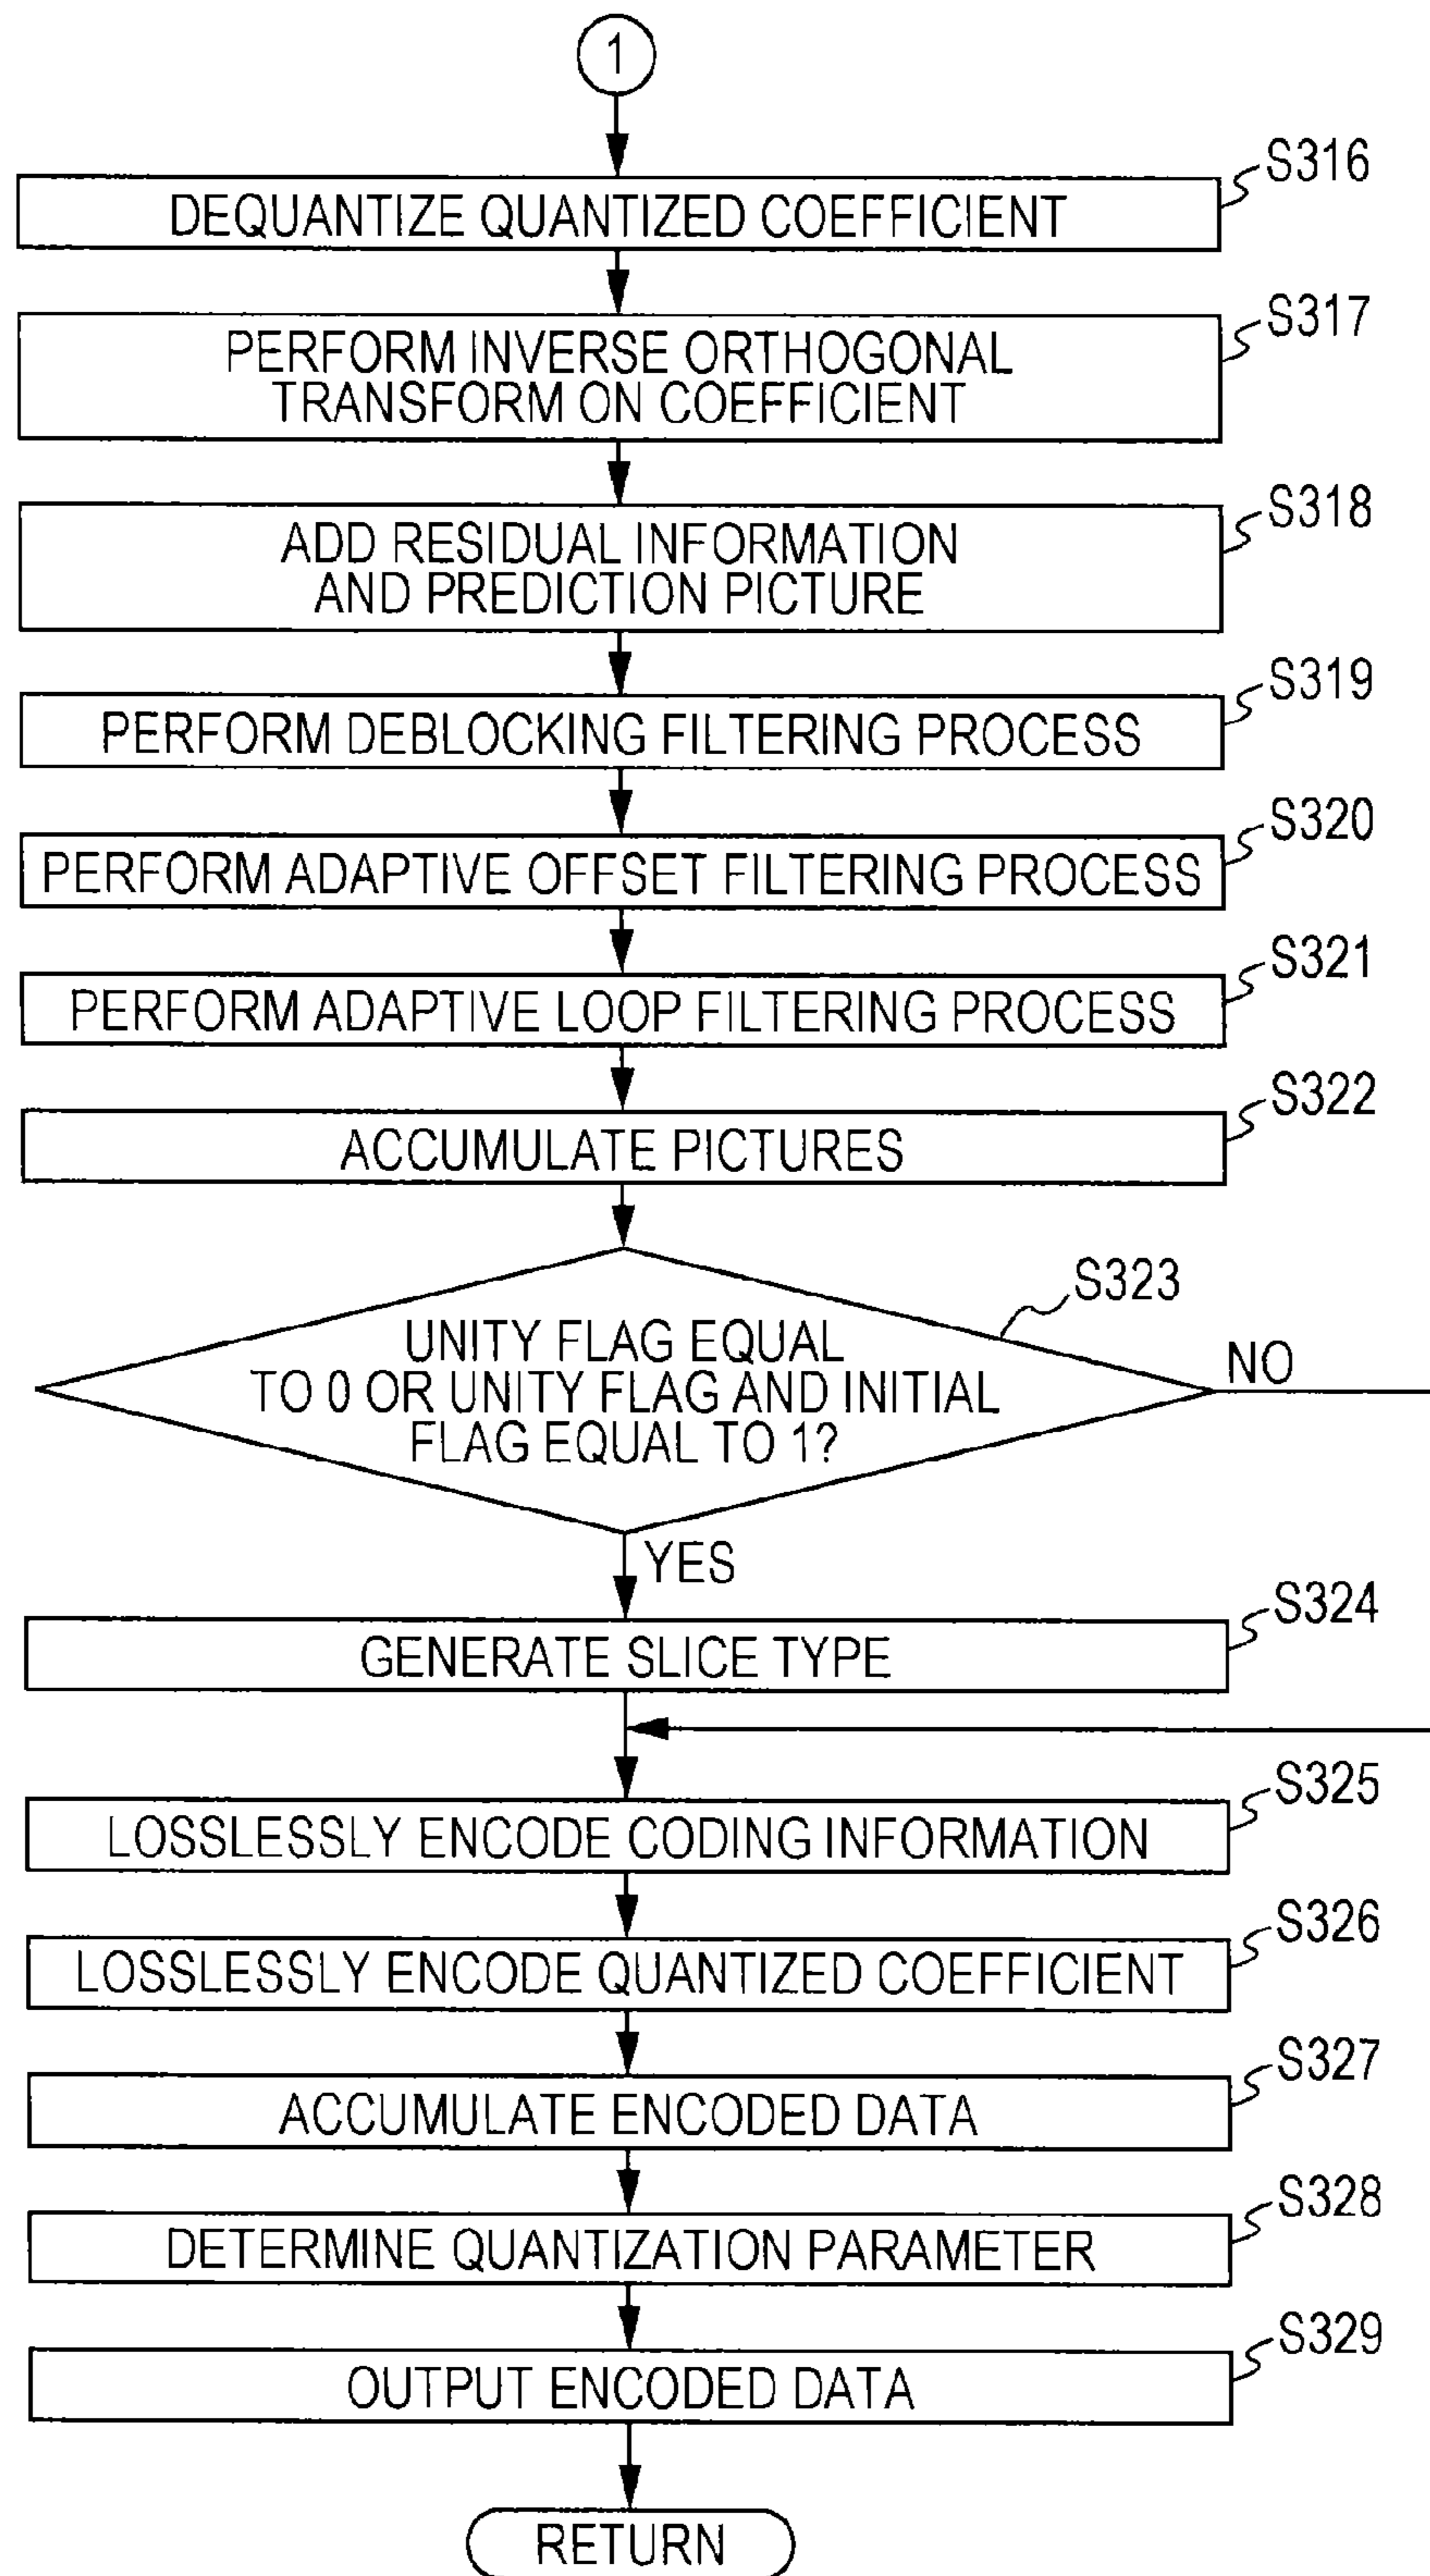 1
S316
DEQUANTIZE QUANTIZED COEFFICIENT
S317
PERFORM INVERSE ORTHOGONAL
TRANSFORM ON COEFFICIENT
S318
ADD RESIDUAL INFORMATION
AND PREDICTION PICTURE
S319
PERFORM DEBLOCKING FILTERING PROCESS
S320
PERFORM ADAPTIVE OFFSET FILTERING PROCESS
S321
PERFORM ADAPTIVE LOOP FILTERING PROCESS
S322
ACCUMULATE PICTURES
S323
UNITY FLAG EQUAL
TO 0 OR UNITY FLAG AND INITIAL
FLAG EQUAL TO 1?
NO
YES
S324
GENERATE SLICE TYPE
S325
LOSSLESSLY ENCODE CODING INFORMATION
S326
LOSSLESSLY ENCODE QUANTIZED COEFFICIENT
S327
ACCUMULATE ENCODED DATA
S328
DETERMINE QUANTIZATION PARAMETER
S329
OUTPUT ENCODED DATA
RETURN